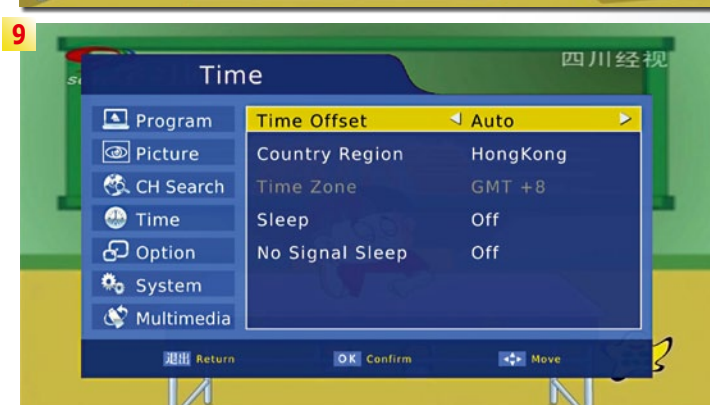 9
四川经视
Time
Program
Picture
CH Search
Time
Option
System
Multimedia
Time Offset Auto
Country Region HongKong
Time Zone GMT +8
Sleep Off
No Signal Sleep Off
退出 Return OK Confirm Move